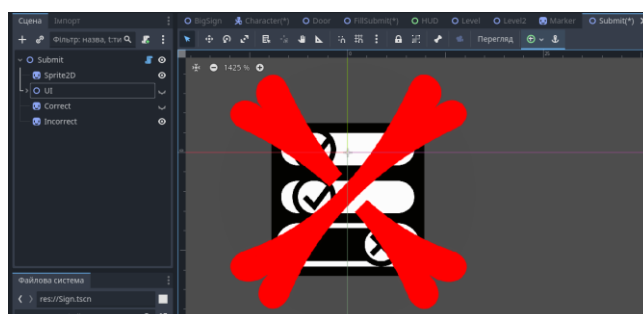 Сцена Імпорт
BigSign Character(*) Door FillSubmit(*) HUD Level Level2 Marker Submit(*)
Фільтр: назва, t:ти
Перегляд
Submit
Sprite2D
UI
Correct
Incorrect
1425 %
Файлова система
res://Sign.tscn